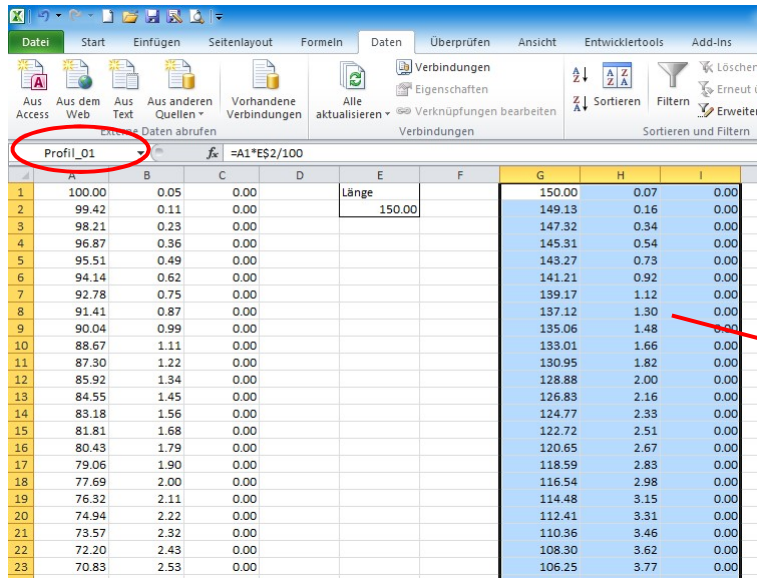 Datei Start Einfügen Seitenlayout Formeln Daten Überprüfen Ansicht Entwicklertools Add-Ins
Aus Access
Aus dem Web
Aus Text
Aus anderen Quellen
Vorhandene Verbindungen
Externe Daten abrufen
Alle aktualisieren
Verbindungen
Eigenschaften
Verknüpfungen bearbeiten
Verbindungen
Sortieren
Filtern
Löschen
Erneut
Erweiter
Sortieren und Filtern
Profil_01 fx =A1*E$2/100
A B C D E F G H I
1 100.00 0.05 0.00 Länge 150.00 0.07 0.00
2 99.42 0.11 0.00 150.00 149.13 0.16 0.00
3 98.21 0.23 0.00 147.32 0.34 0.00
4 96.87 0.36 0.00 145.31 0.54 0.00
5 95.51 0.49 0.00 143.27 0.73 0.00
6 94.14 0.62 0.00 141.21 0.92 0.00
7 92.78 0.75 0.00 139.17 1.12 0.00
8 91.41 0.87 0.00 137.12 1.30 0.00
9 90.04 0.99 0.00 135.06 1.48 0.00
10 88.67 1.11 0.00 133.01 1.66 0.00
11 87.30 1.22 0.00 130.95 1.82 0.00
12 85.92 1.34 0.00 128.88 2.00 0.00
13 84.55 1.45 0.00 126.83 2.16 0.00
14 83.18 1.56 0.00 124.77 2.33 0.00
15 81.81 1.68 0.00 122.72 2.51 0.00
16 80.43 1.79 0.00 120.65 2.67 0.00
17 79.06 1.90 0.00 118.59 2.83 0.00
18 77.69 2.00 0.00 116.54 2.98 0.00
19 76.32 2.11 0.00 114.48 3.15 0.00
20 74.94 2.22 0.00 112.41 3.31 0.00
21 73.57 2.32 0.00 110.36 3.46 0.00
22 72.20 2.43 0.00 108.30 3.62 0.00
23 70.83 2.53 0.00 106.25 3.77 0.00